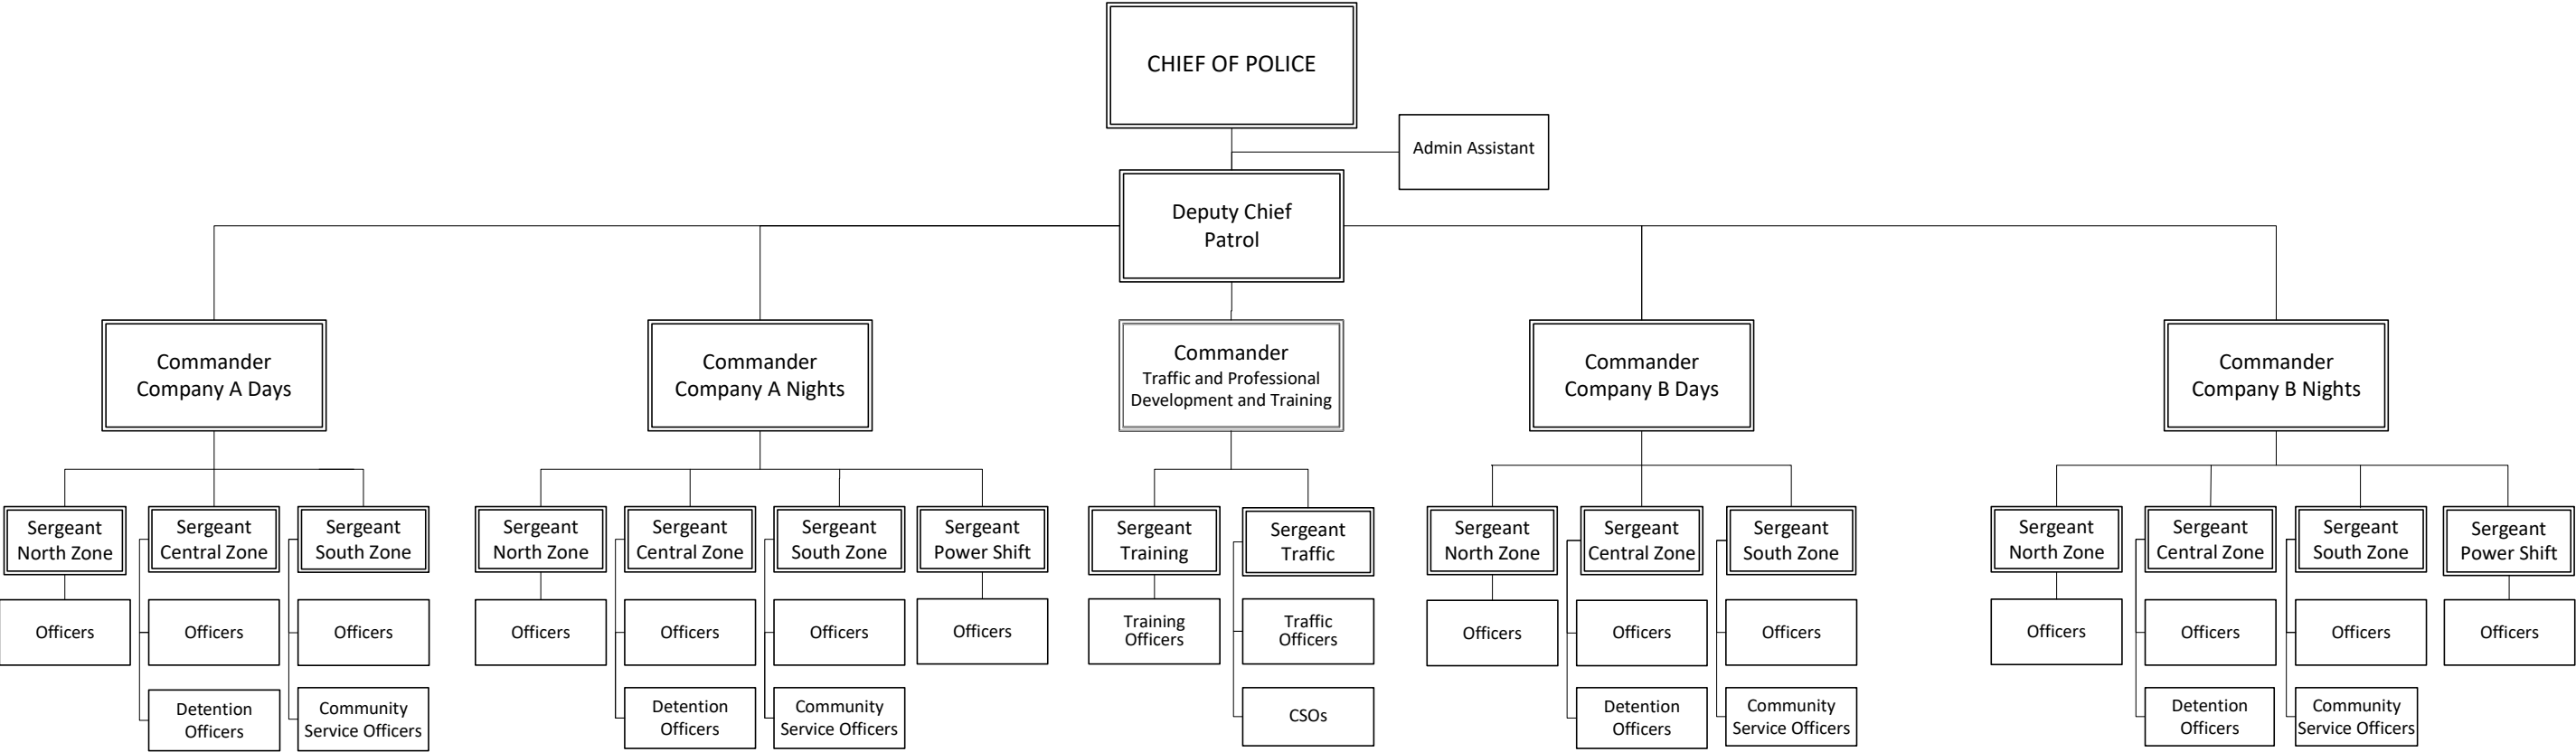 CHIEF OF POLICE
Admin Assistant
Deputy Chief
Patrol
Commander
Company A Days
Commander
Company A Nights
Commander
Traffic and Professional
Development and Training
Commander
Company B Days
Commander
Company B Nights
Sergeant
North Zone
Sergeant
Central Zone
Sergeant
South Zone
Sergeant
North Zone
Sergeant
Central Zone
Sergeant
South Zone
Sergeant
Power Shift
Sergeant
Training
Sergeant
Traffic
Sergeant
North Zone
Sergeant
Central Zone
Sergeant
South Zone
Sergeant
North Zone
Sergeant
Central Zone
Sergeant
South Zone
Sergeant
Power Shift
Officers
Officers
Officers
Officers
Officers
Officers
Officers
Training
Officers
Traffic
Officers
Officers
Officers
Officers
Officers
Officers
Officers
Officers
Detention
Officers
Community
Service Officers
Detention
Officers
Community
Service Officers
CSOs
Detention
Officers
Community
Service Officers
Detention
Officers
Community
Service Officers